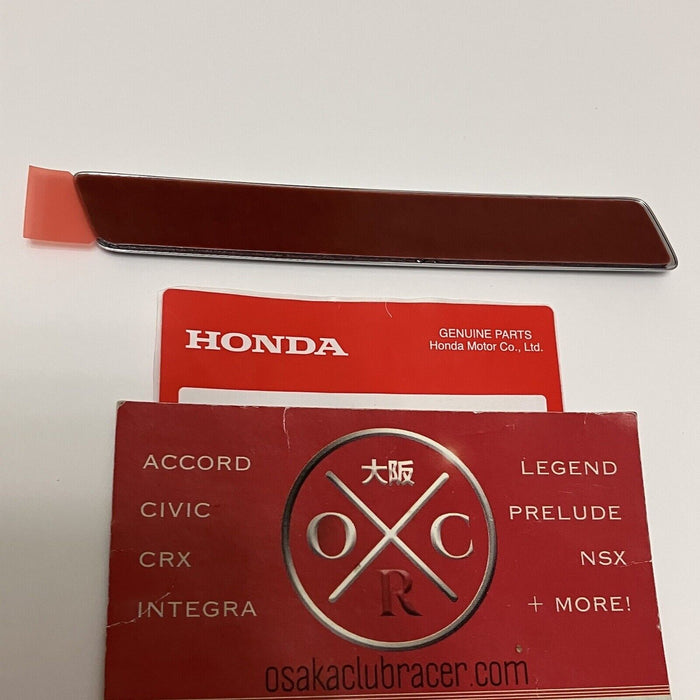 HONDA
GENUINE PARTS
Honda Motor Co., Ltd.
ACCORD
CIVIC
CRX
INTEGRA
大阪
O C
R
LEGEND
PRELUDE
NSX
+ MORE!
osakaclubracer.com